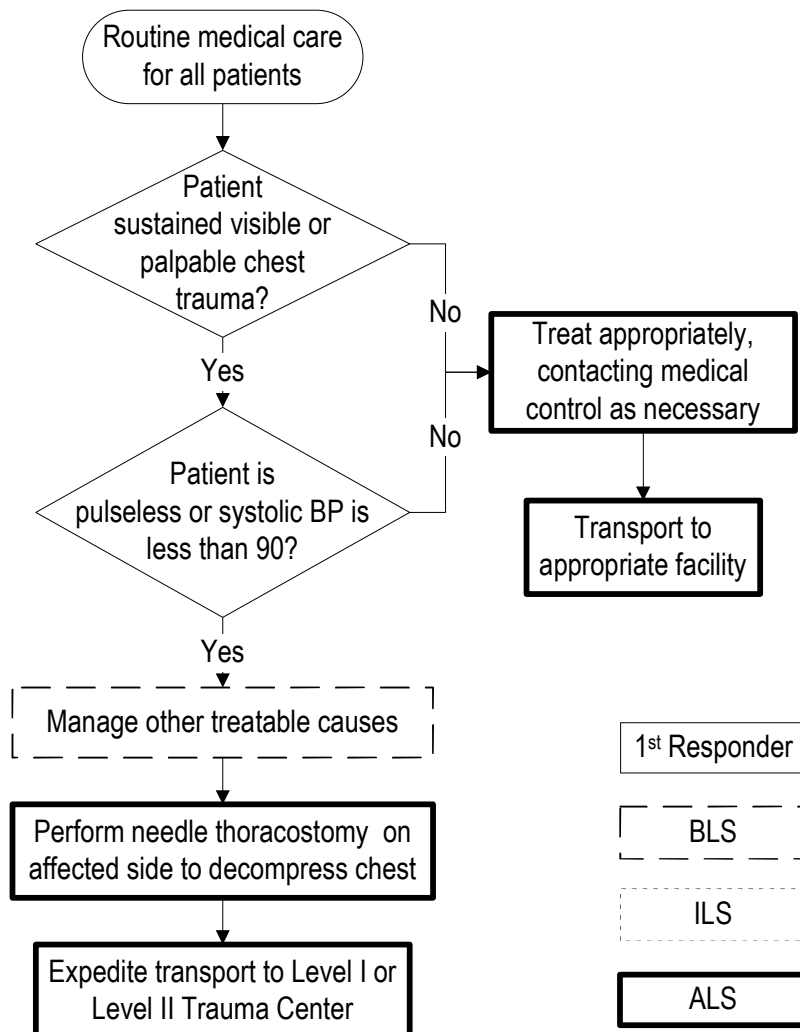 Routine medical care
for all patients
Patient
sustained visible or
palpable chest
trauma?
No
Yes
Treat appropriately,
contacting medical
control as necessary
No
Patient is
pulseless or systolic BP is
less than 90?
Transport to
appropriate facility
Yes
Manage other treatable causes
Perform needle thoracostomy on
affected side to decompress chest
Expedite transport to Level I or
Level II Trauma Center
1st Responder
BLS
ILS
ALS